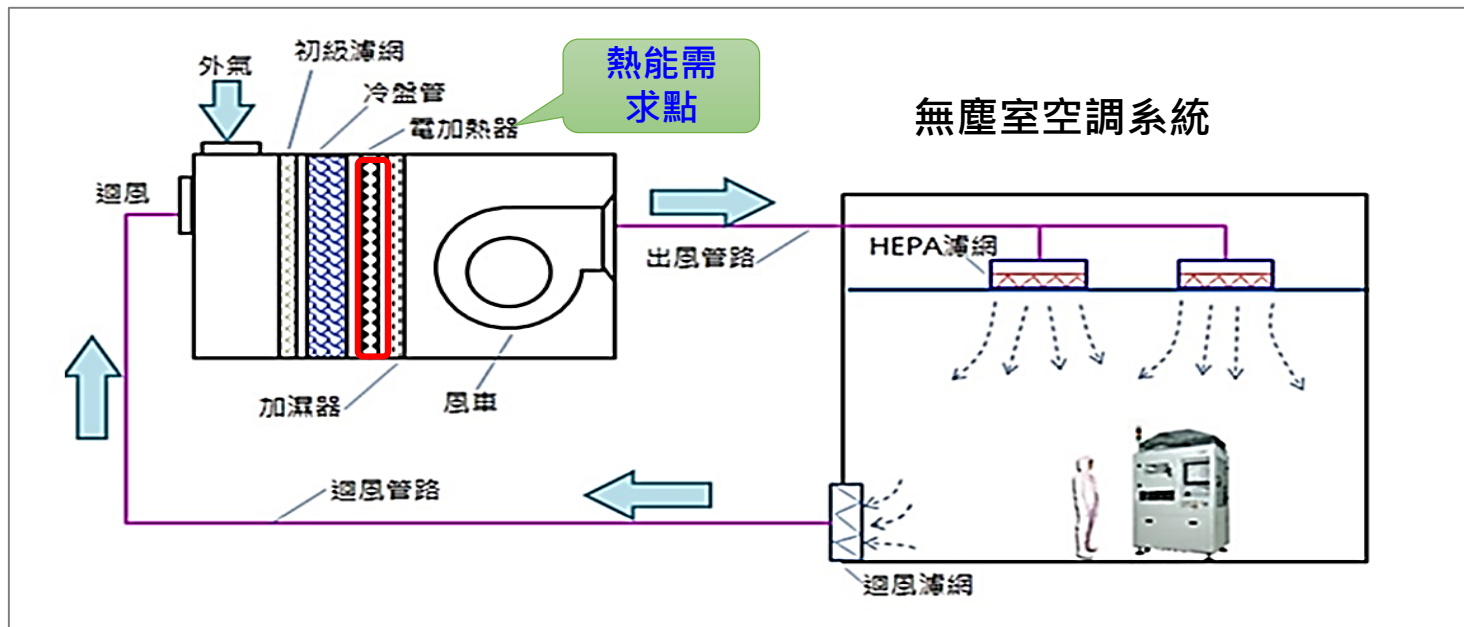 初級濾網
外氣
冷盤管
電加熱器
熱能需
求點
無塵室空調系統
迴風
出風管路
HEPA濾網
加濕器
風車
迴風管路
迴風濾網